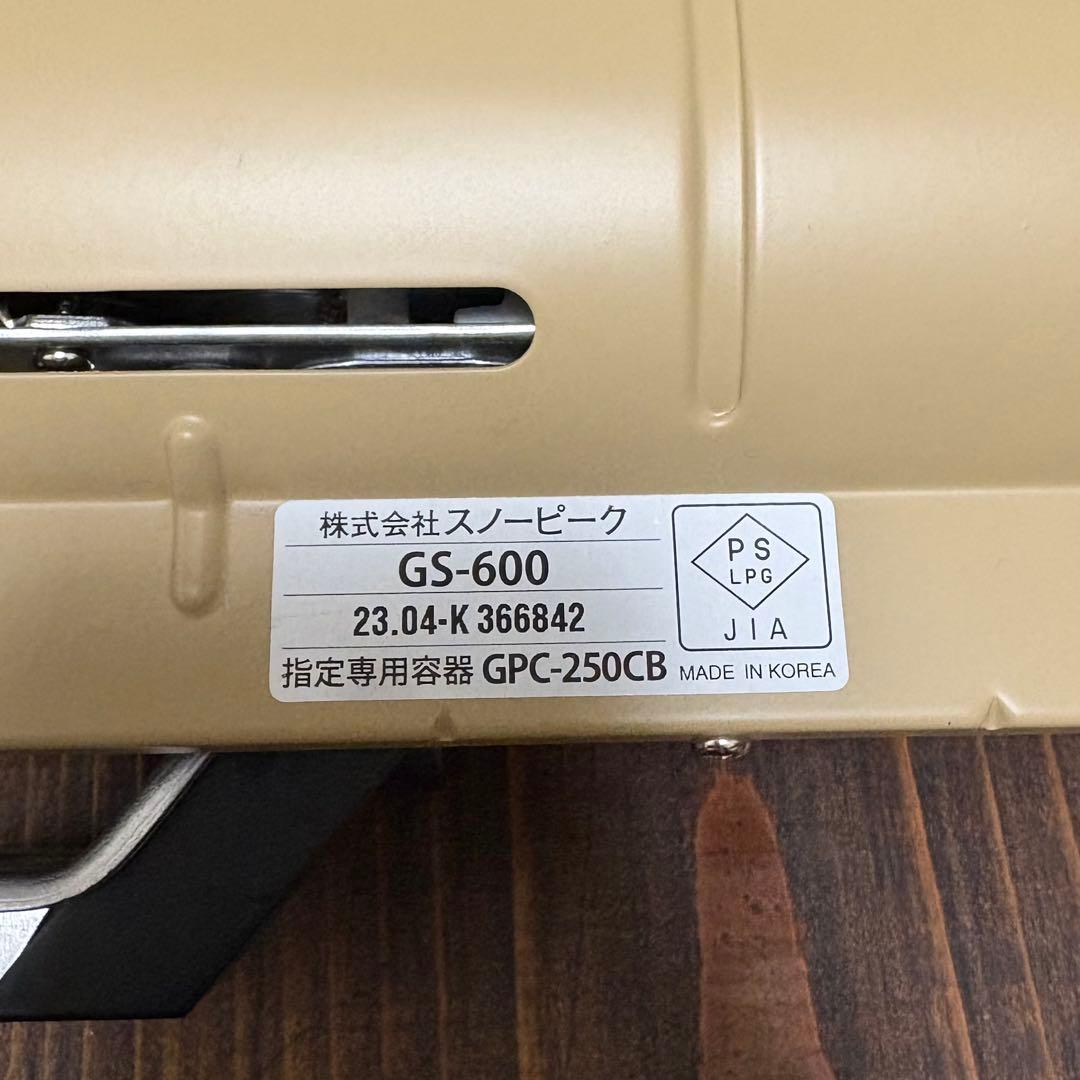 株式会社スノーピーク
GS-600
23.04-K 366842
指定専用容器 GPC-250CB
PS
LPG
JIA
MADE IN KOREA